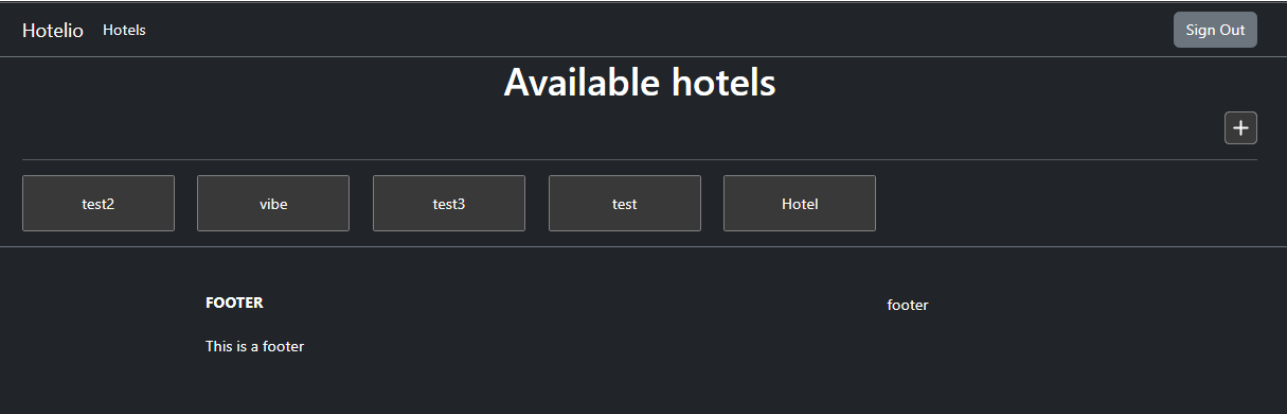 Hotelio Hotels Sign Out
Available hotels
+
test2 vibe test3 test Hotel
FOOTER footer
This is a footer